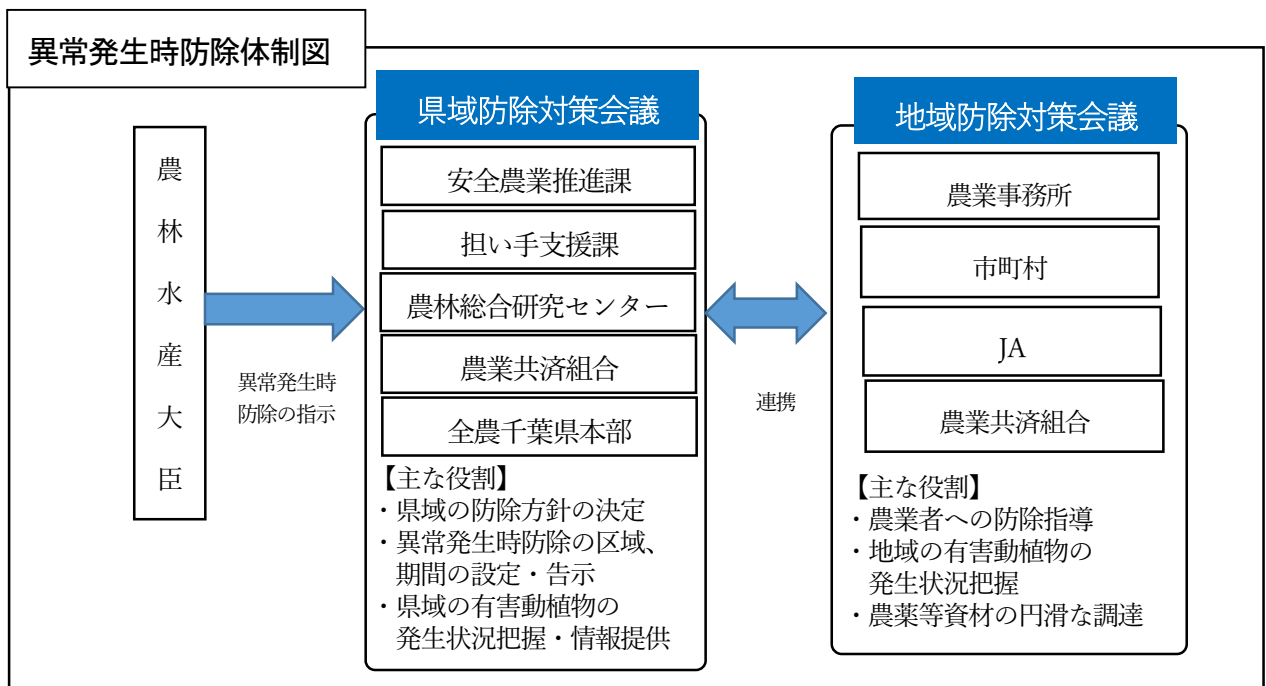 異常発生時防除体制図
農林水産大臣
異常発生時
防除の指示
県域防除対策会議
安全農業推進課
担い手支援課
農林総合研究センター
農業共済組合
全農千葉県本部
【主な役割】
・県域の防除方針の決定
・異常発生時防除の区域、
期間の設定・告示
・県域の有害動植物の
発生状況把握・情報提供
連携
地域防除対策会議
農業事務所
市町村
JA
農業共済組合
【主な役割】
・農業者への防除指導
・地域の有害動植物の
発生状況把握
・農薬等資材の円滑な調達